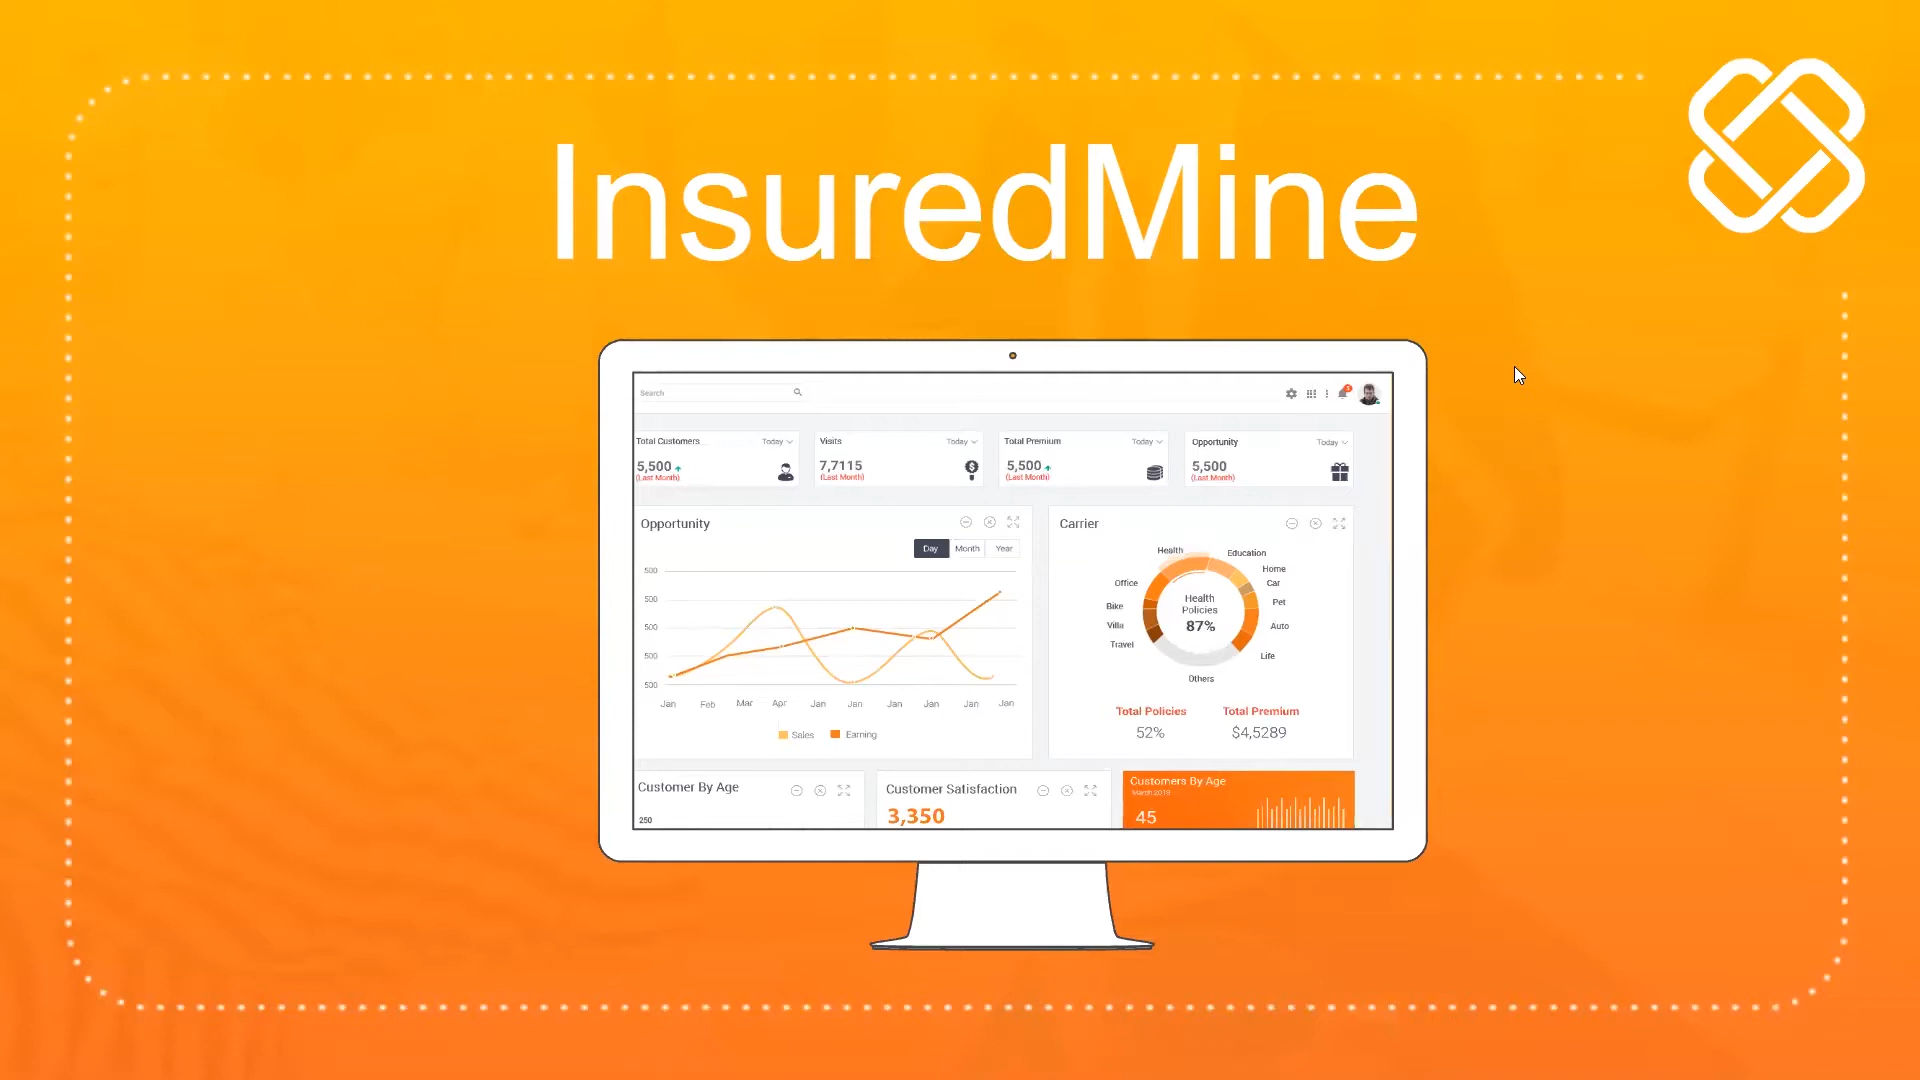 InsuredMine
Search
3
Total Customers
Today
5,500
(Last Month)
Visits
Today
7,7115
(Last Month)
Total Premium
Today
5,500
(Last Month)
Opportunity
Today
5,500
(Last Month)
Opportunity
Day Month Year
500
500
500
500
500
Jan Feb Mar Apr Jan Jan Jan Jan Jan Jan
Sales Earning
Carrier
Health
Education
Home
Office
Car
Bike
Pet
Villa
Auto
Travel
Life
Others
Health
Policies
87%
Total Policies
52%
Total Premium
$4,5289
Customer By Age
250
Customer Satisfaction
3,350
Customers By Age
March 2018
45